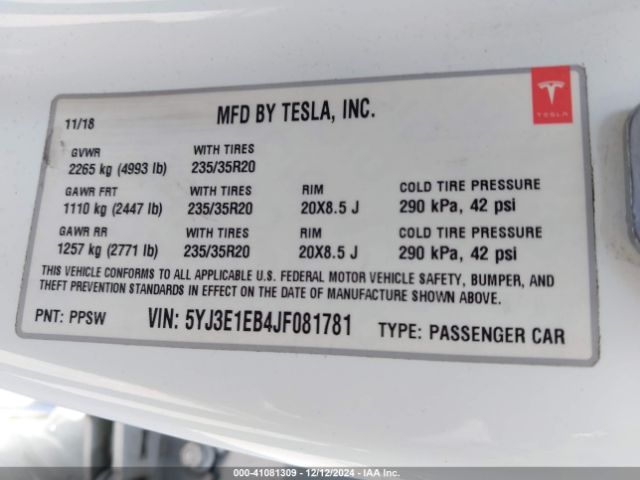 MFD BY TESLA, INC.
TESLA
11/18
GVWR WITH TIRES
2265 kg (4993 lb) 235/35R20
GAWR FRT WITH TIRES RIM COLD TIRE PRESSURE
1110 kg (2447 lb) 235/35R20 20X8.5 J 290 kPa, 42 psi
GAWR RR WITH TIRES RIM COLD TIRE PRESSURE
1257 kg (2771 lb) 235/35R20 20X8.5 J 290 kPa, 42 psi
THIS VEHICLE CONFORMS TO ALL APPLICABLE U.S. FEDERAL MOTOR VEHICLE SAFETY, BUMPER, AND
THEFT PREVENTION STANDARDS IN EFFECT ON THE DATE OF MANUFACTURE SHOWN ABOVE.
PNT: PPSW VIN: 5YJ3E1EB4JF081781 TYPE: PASSENGER CAR
000-41081309 - 12/12/2024 - IAAI.com